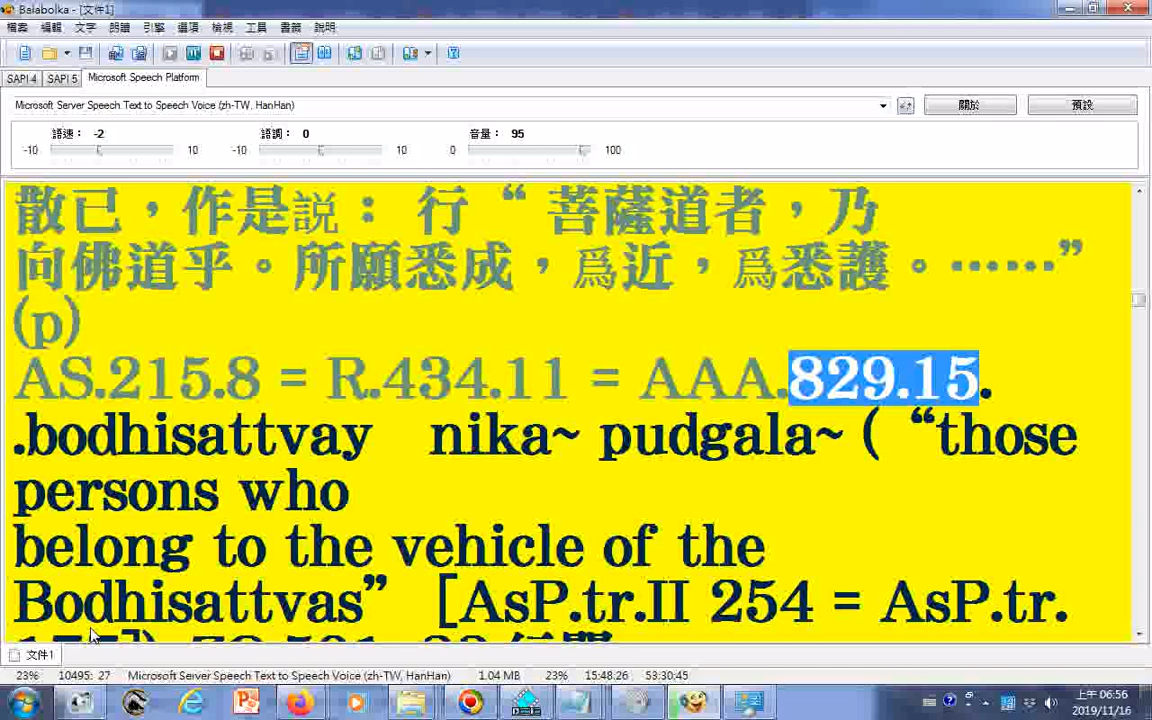 Balabolka - [文件1]
檔案 編輯 文字 朗讀 引擎 選項 檢視 工具 書籤 說明
SAPI 4 SAPI 5 Microsoft Speech Platform
Microsoft Server Speech Text to Speech Voice (zh-TW, HanHan) 關於 預設
語速： -2 語調： 0 音量： 95
-10 10 -10 10 0 100
散已，作是説： 行“ 菩薩道者，乃
向佛道乎。所願悉成，爲近，爲悉護。……”
(p)
AS.215.8 = R.434.11 = AAA.829.15.
.bodhisattvay nika~ pudgala~ ( “those
persons who
belong to the vehicle of the
Bodhisattvas” [AsP.tr.II 254 = AsP.tr.
文件1
23% 10495: 27 Microsoft Server Speech Text to Speech Voice (zh-TW, HanHan) 1.04 MB 23% 15:48:26 53:30:45
上午 06:56
2019/11/16